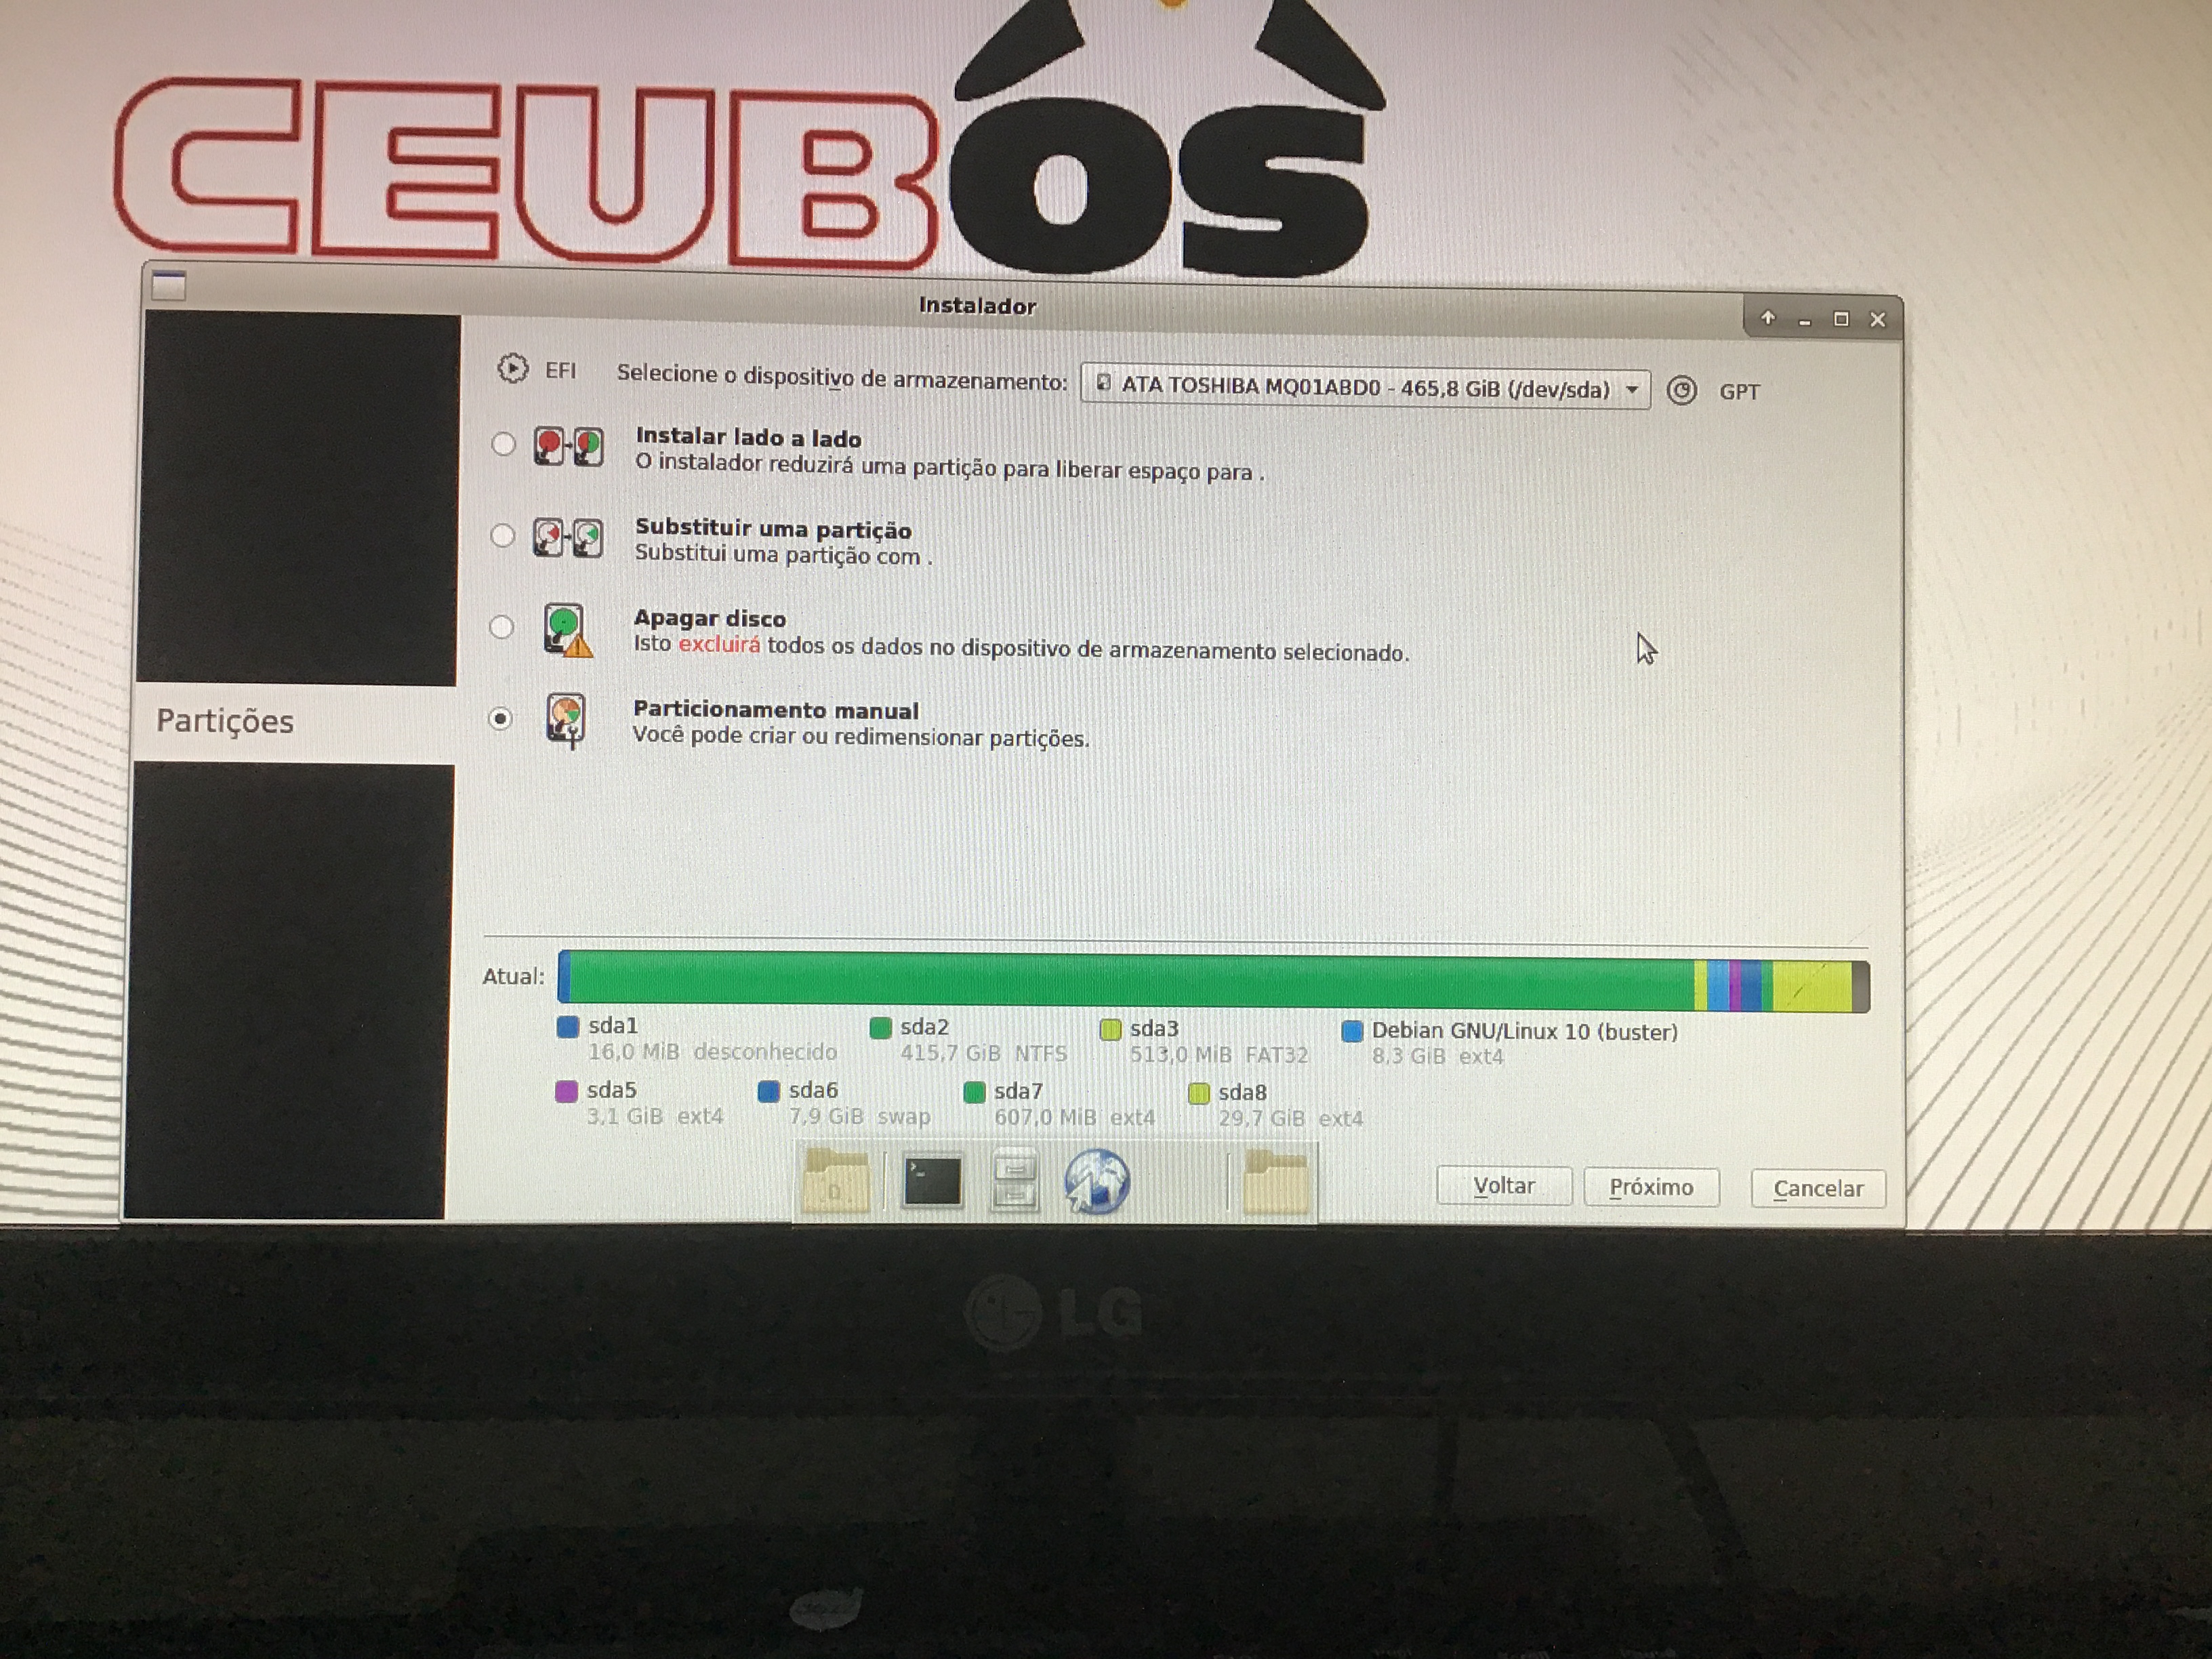 CEUBOS
Instalador
EFI Selecione o dispositivo de armazenamento: ATA TOSHIBA MQ01ABD0 - 465,8 GiB (/dev/sda) GPT
Instalar lado a lado
O instalador reduzirá uma partição para liberar espaço para .
Substituir uma partição
Substitui uma partição com .
Apagar disco
Isto excluirá todos os dados no dispositivo de armazenamento selecionado.
Partições
Particionamento manual
Você pode criar ou redimensionar partições.
Atual:
sda1 sda2 sda3 Debian GNU/Linux 10 (buster)
16,0 MiB desconhecido 415,7 GiB NTFS 513,0 MiB FAT32 8,3 GiB ext4
sda5 sda6 sda7 sda8
3,1 GiB ext4 7,9 GiB swap 607,0 MiB ext4 29,7 GiB ext4
Voltar Próximo Cancelar
LG